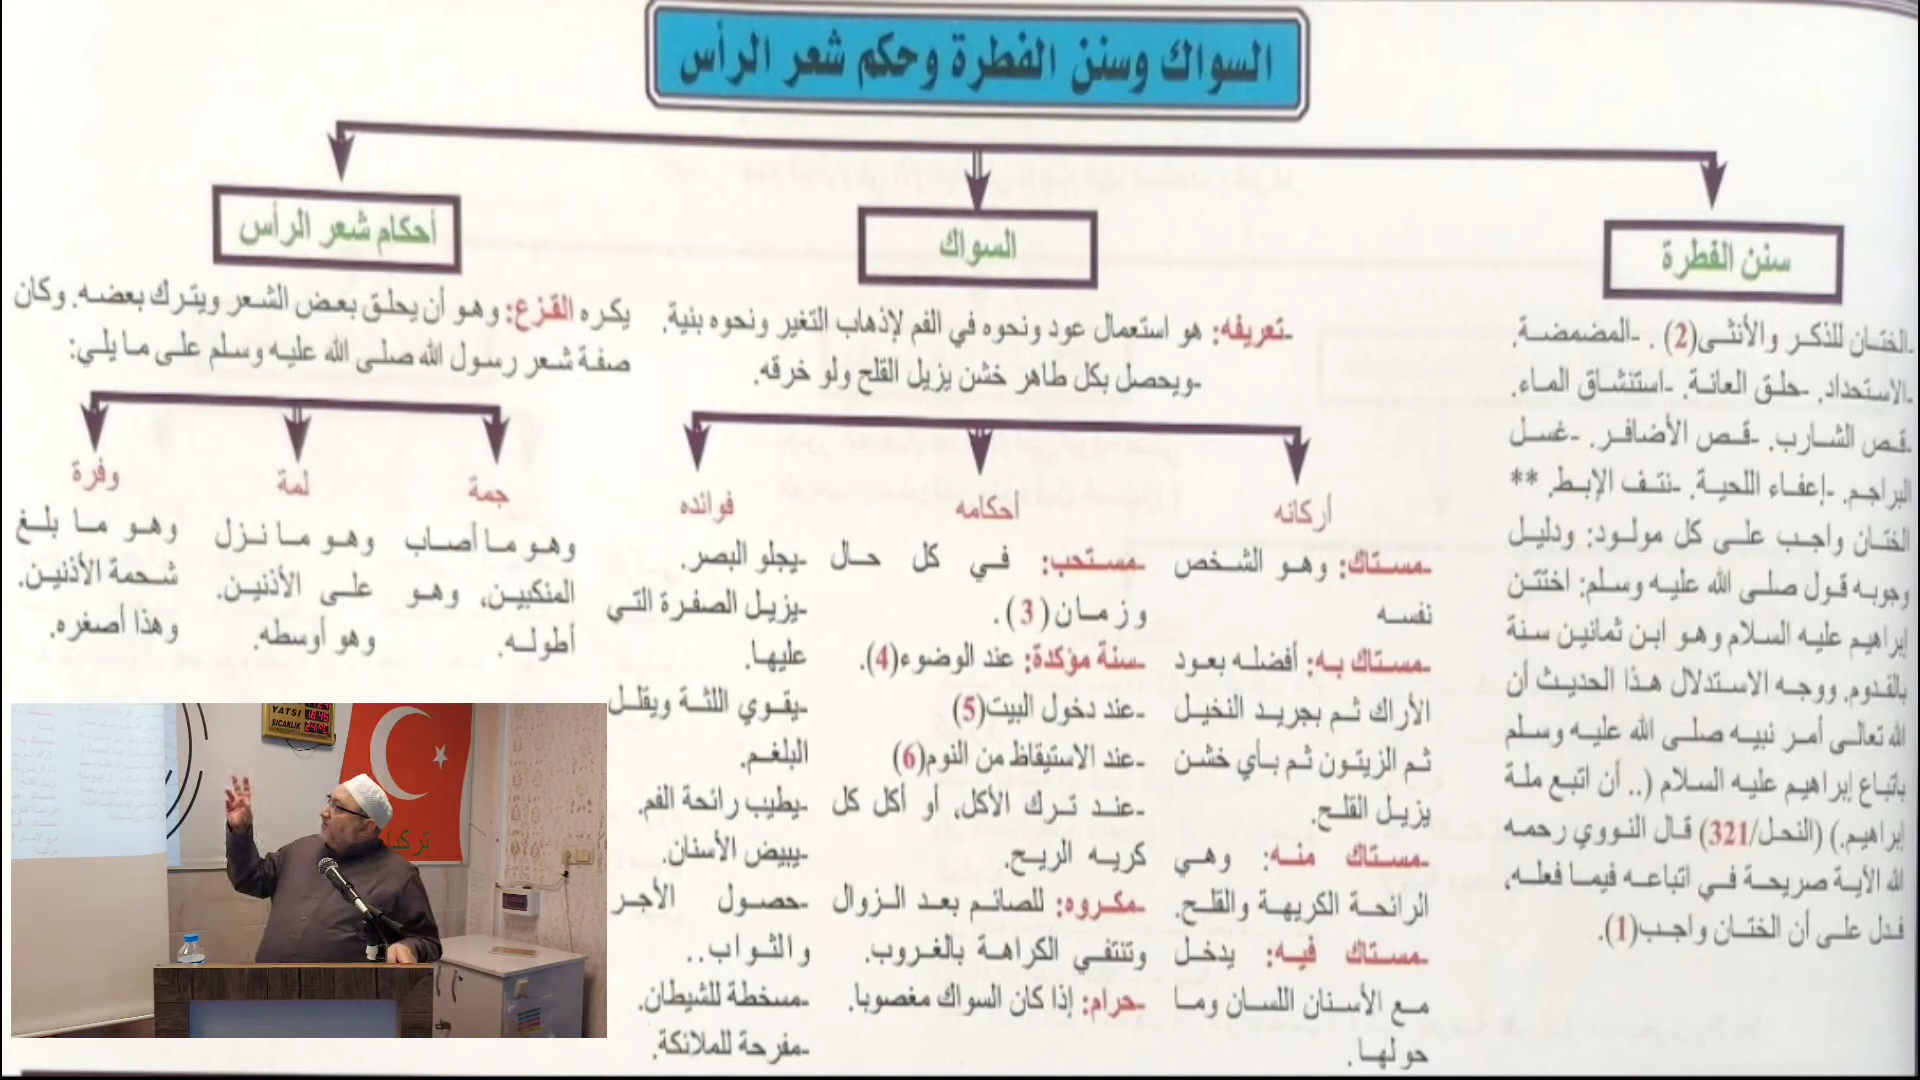 السواك وسنن الفطرة وحكم شعر الرأس
سنن الفطرة
-الختان للذكر والأنثى(2) . -المضمضة.
-الاستحداد. -حلق العانة. -استنشاق الماء.
-قص الشارب. -قص الأضافر. -غسل
البراجم. -إعفاء اللحية. -نتف الإبط. **
الختان واجب على كل مولود: ودليل
وجوبه قول صلى الله عليه وسلم: اختتن
إبراهيم عليه السلام وهو ابن ثمانين سنة
بالقدوم. ووجه الاستدلال هذا الحديث أن
الله تعالى أمر نبيه صلى الله عليه وسلم
باتباع إبراهيم عليه السلام (.. أن اتبع ملة
إبراهيم.) (النحل/321) قال النووي رحمه
الله الآية صريحة في اتباعه فيما فعله،
فدل على أن الختان واجب(1).
السواك
-تعريفه: هو استعمال عود ونحوه في الفم لإذهاب التغير ونحوه بنية.
-ويحصل بكل طاهر خشن يزيل القلح ولو خرقه.
أركانه
-مستاك: وهو الشخص
نفسه
-مستاك به: أفضله بعود
الأراك ثم بجريد النخيل
ثم الزيتون ثم بأي خشن
يزيل القلح.
-مستاك منه: وهي
الرائحة الكريهة والقلح.
-مستاك فيه: يدخل
مع الأسنان اللسان وما
حولها.
أحكامه
-مستحب: في كل حال
وزمان (3).
-سنة مؤكدة: عند الوضوء(4).
-عند دخول البيت(5)
-عند الاستيقاظ من النوم(6)
-عند ترك الأكل، أو أكل كل
كريه الريح.
-مكروه: للصائم بعد الزوال
وتنتفي الكراهة بالغروب.
-حرام: إذا كان السواك مغصوبا.
فوائده
-يجلو البصر.
-يزيل الصفرة التي
عليها.
-يقوي اللثة ويقلل
البلغم.
-يطيب رائحة الفم.
-يبيض الأسنان.
-حصول الأجر
والثواب..
-مسخطة للشيطان.
-مفرحة للملائكة.
أحكام شعر الرأس
يكره القزع: وهو أن يحلق بعض الشعر ويترك بعضه. وكان
صفة شعر رسول الله صلى الله عليه وسلم على ما يلي:
جمة
وهو ما أصاب
المنكبين، وهو
أطوله.
لمة
وهو ما نزل
على الأذنين.
وهو أوسطه.
وفرة
وهو ما بلغ
شحمة الأذنين.
وهذا أصغره.
YATSI
SICAKLIK
تركيا